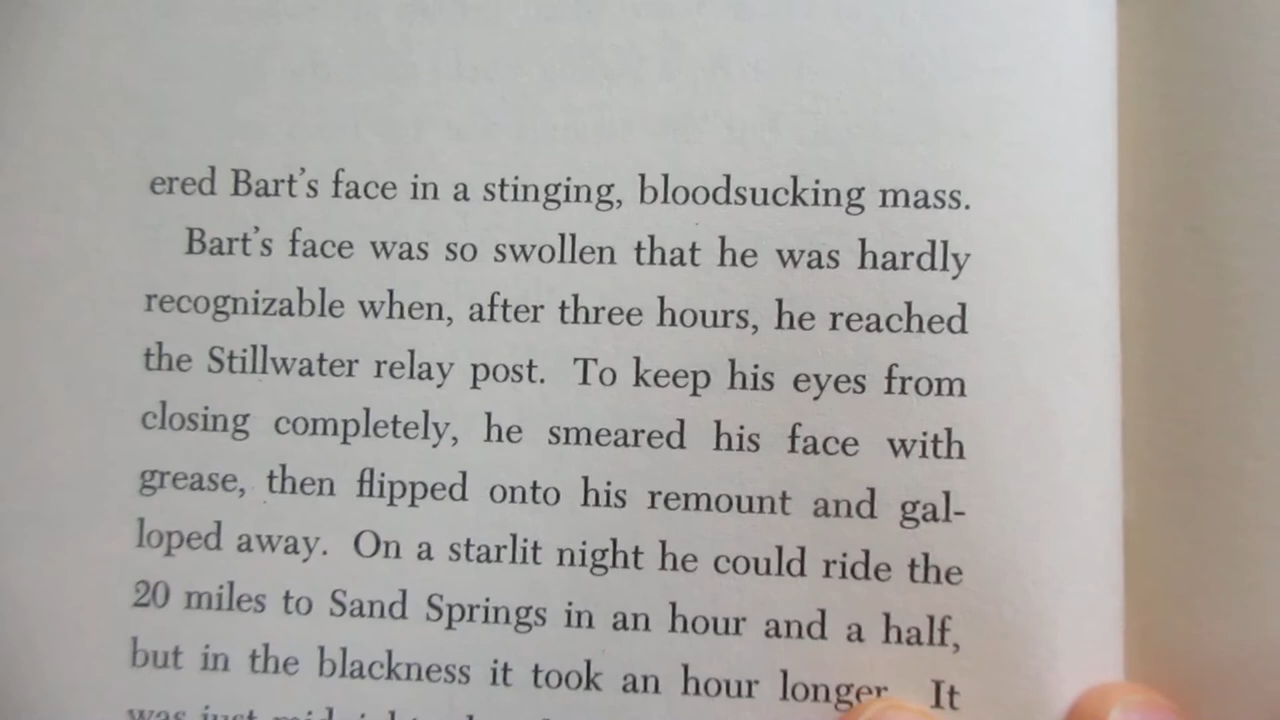 ered Bart's face in a stinging, bloodsucking mass.
Bart's face was so swollen that he was hardly
recognizable when, after three hours, he reached
the Stillwater relay post. To keep his eyes from
closing completely, he smeared his face with
grease, then flipped onto his remount and gal-
loped away. On a starlit night he could ride the
20 miles to Sand Springs in an hour and a half,
but in the blackness it took an hour longer. It
was just